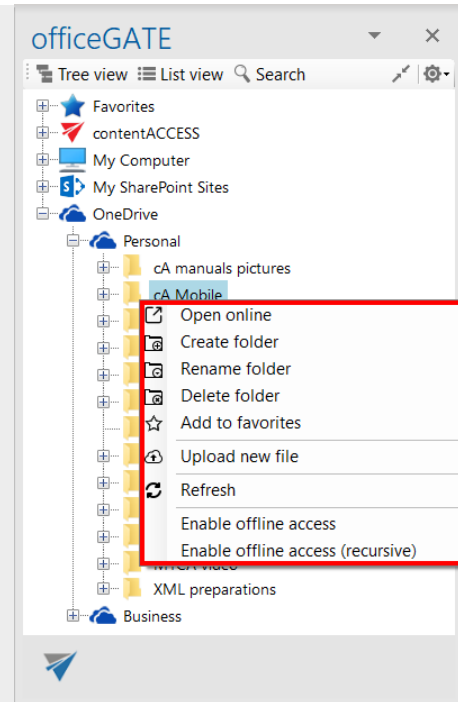 officeGATE
Tree view List view Search
Favorites
contentACCESS
My Computer
My SharePoint Sites
OneDrive
Personal
cA manuals pictures
cA Mobile
Open online
Create folder
Rename folder
Delete folder
Add to favorites
Upload new file
Refresh
Enable offline access
Enable offline access (recursive)
XML preparations
Business